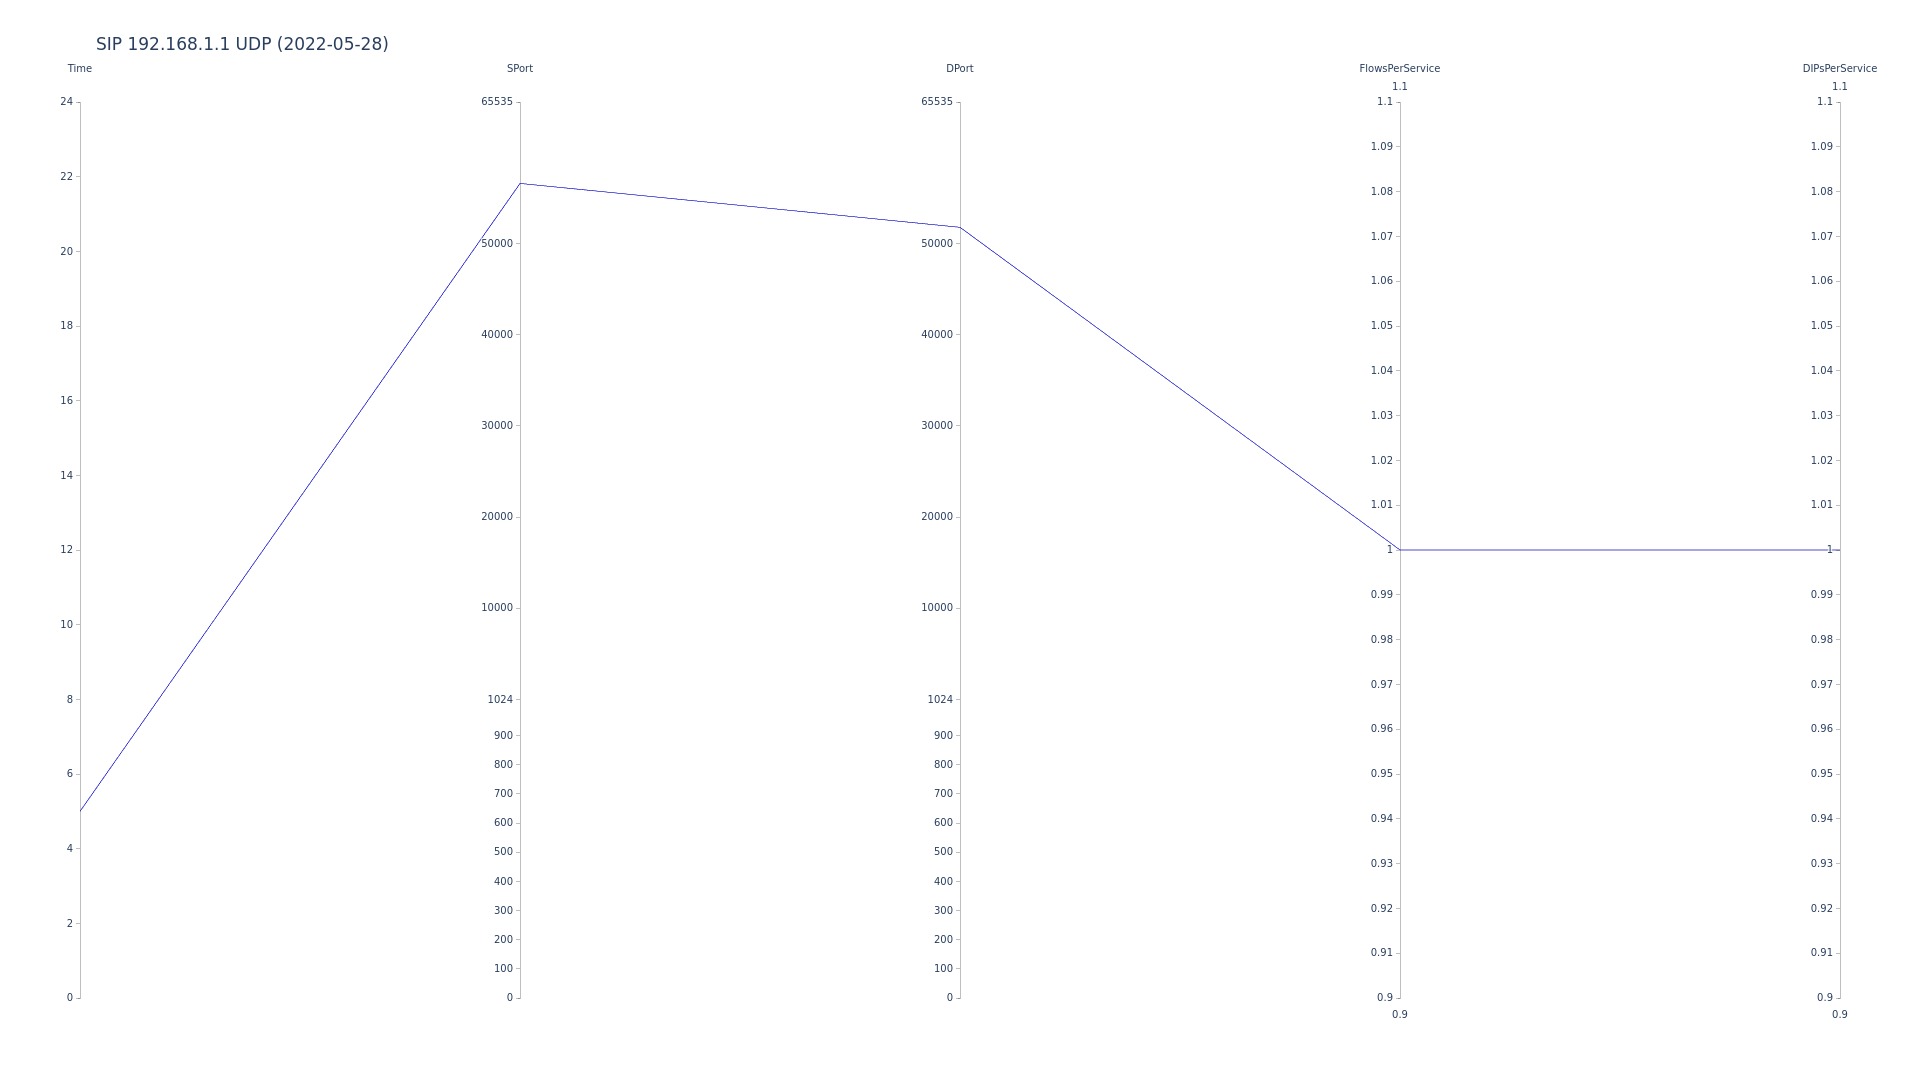 SIP 192.168.1.1 UDP (2022-05-28)
Time SPort DPort FlowsPerService DIPsPerService
1.1 1.1
24 65535 65535 1.1 1.1
1.09 1.09
22 1.08 1.08
50000 50000 1.07 1.07
20
1.06 1.06
18 1.05 1.05
40000 40000
1.04 1.04
16
1.03 1.03
30000 30000
1.02 1.02
14
1.01 1.01
20000 20000
12 1 1
0.99 0.99
10000 10000
10
0.98 0.98
0.97 0.97
8 1024 1024
0.96 0.96
900 900
800 800
6 0.95 0.95
700 700
600 600 0.94 0.94
4
500 500
0.93 0.93
400 400
300 300 0.92 0.92
2
200 200
0.91 0.91
100 100
0 0 0 0.9 0.9
0.9 0.9